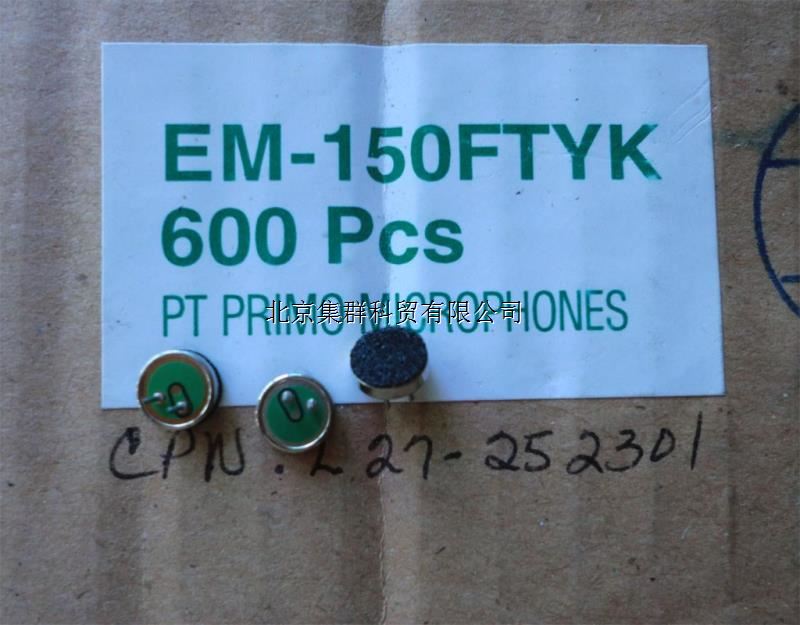 EM-150FTYK
600 Pcs
PT PRIMO MICROPHONES
北京集群科贸有限公司
CPN. L27-252301